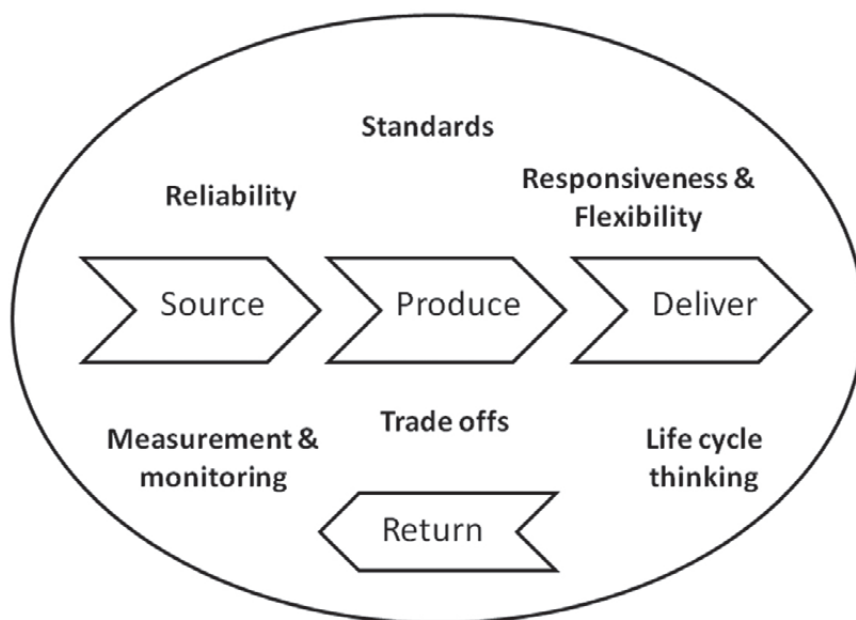 Standards
Reliability
Responsiveness &
Flexibility
Source
Produce
Deliver
Measurement &
monitoring
Trade offs
Life cycle
thinking
Return